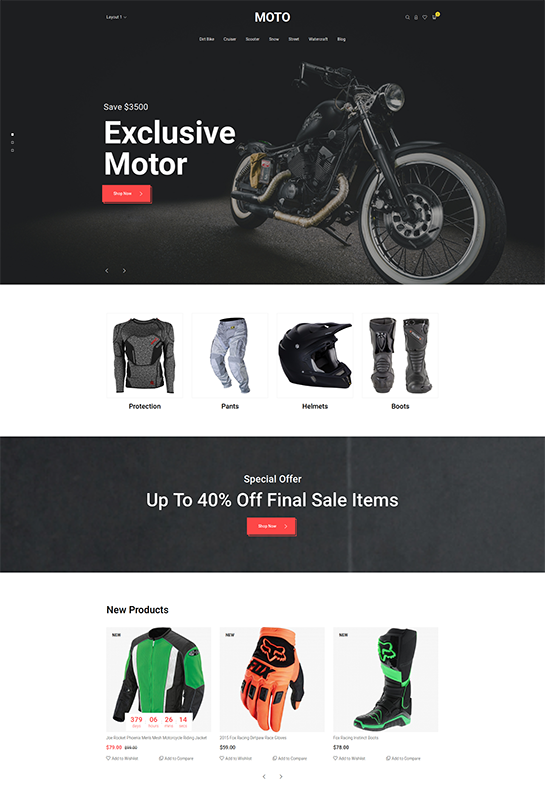 Layout 1
MOTO
2
Dirt Bike Cruiser Scooter Snow Street Watercraft Blog
Save $3500
Exclusive
Motor
Shop Now
Protection Pants Helmets Boots
Special Offer
Up To 40% Off Final Sale Items
Shop Now
New Products
NEW NEW NEW
FOX
379 06 26 14
DAYS HOURS MINS SECS
Joe Rocket Phoenix Men's Mesh Motorcycle Riding Jacket 2015 Fox Racing Dirtpaw Race Gloves Fox Racing Instinct Boots
$79.00 $99.00 $59.00 $78.00
Add to Wishlist Add to Compare Add to Wishlist Add to Compare Add to Wishlist Add to Compare